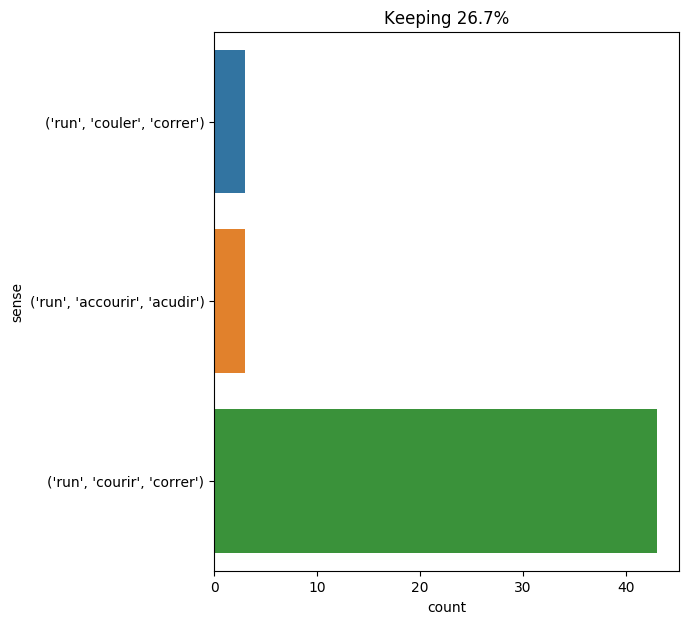 Keeping 26.7%
('run', 'couler', 'correr')
('run', 'accourir', 'acudir')
('run', 'courir', 'correr')
sense
0 10 20 30 40
count